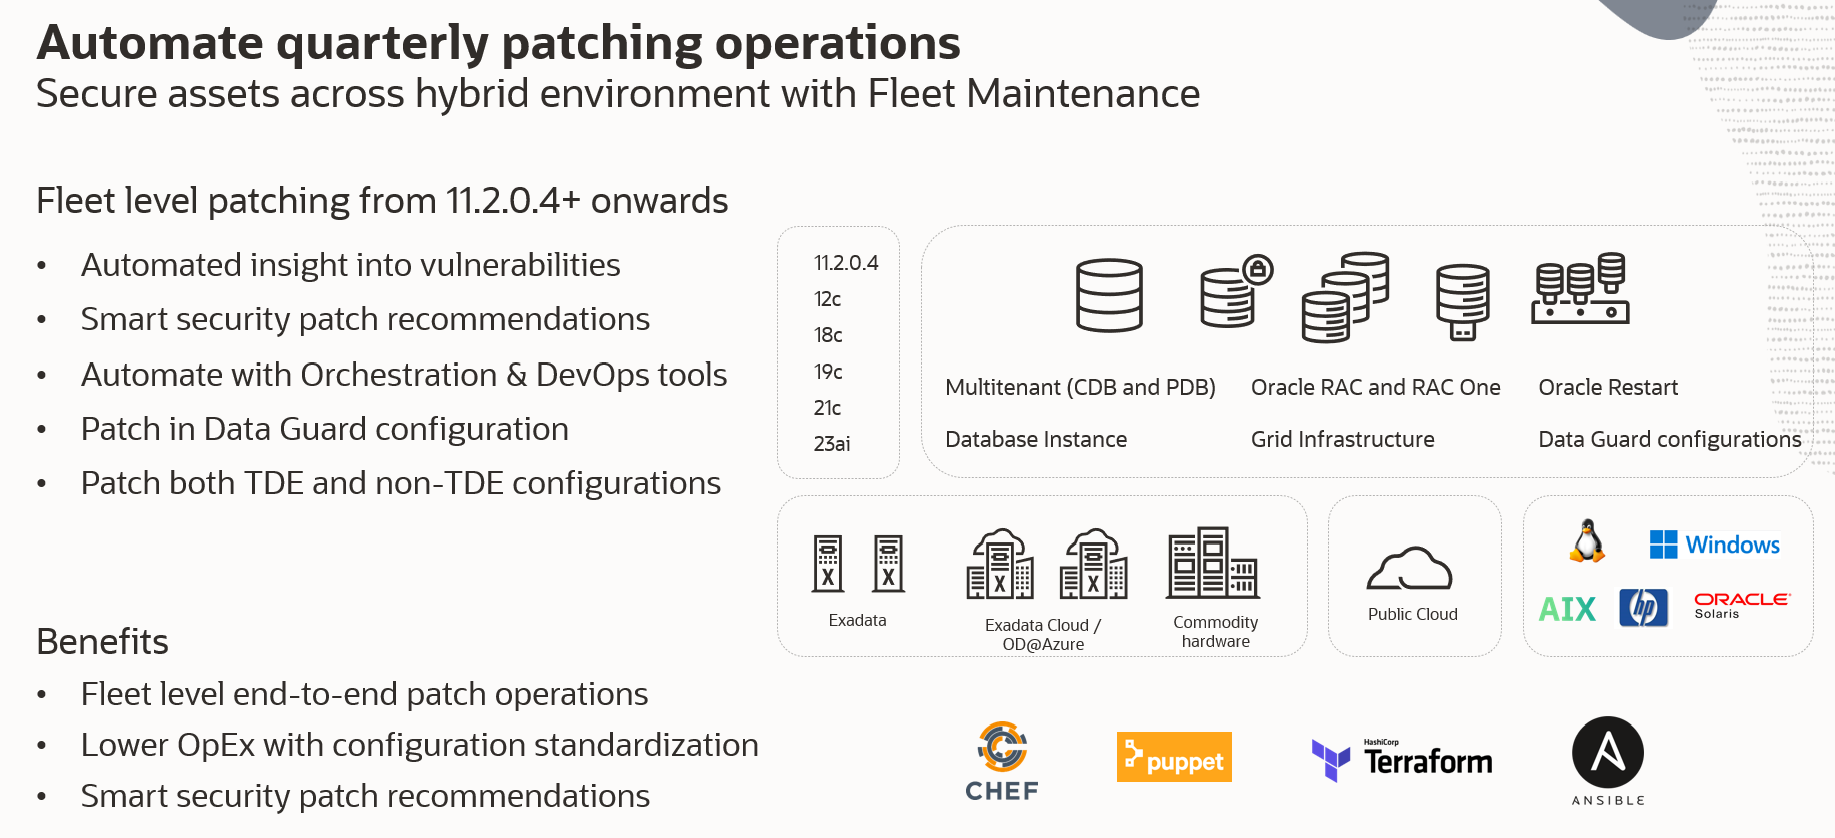 Automate quarterly patching operations
Secure assets across hybrid environment with Fleet Maintenance
Fleet level patching from 11.2.0.4+ onwards
• Automated insight into vulnerabilities
• Smart security patch recommendations
• Automate with Orchestration & DevOps tools
• Patch in Data Guard configuration
• Patch both TDE and non-TDE configurations
Benefits
• Fleet level end-to-end patch operations
• Lower OpEx with configuration standardization
• Smart security patch recommendations
11.2.0.4
12c
18c
19c
21c
23ai
Multitenant (CDB and PDB)
Oracle RAC and RAC One
Oracle Restart
Database Instance
Grid Infrastructure
Data Guard configurations
X
X
Exadata
X
X
Exadata Cloud /
OD@Azure
Commodity
hardware
Public Cloud
Windows
AIX
hp
ORACLE
Solaris
CHEF
puppet
HashiCorp
Terraform
ANSIBLE